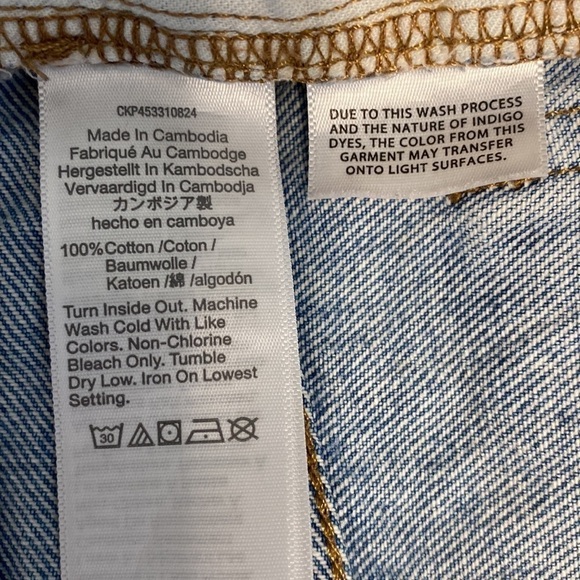 CKP453310824
Made In Cambodia
Fabriqué Au Cambodge
Hergestellt In Kambodscha
Vervaardigd In Cambodja
カンボジア製
hecho en camboya
100%Cotton /Coton /
Baumwolle /
Katoen /綿 /algodón
Turn Inside Out. Machine
Wash Cold With Like
Colors. Non-Chlorine
Bleach Only. Tumble
Dry Low. Iron On Lowest
Setting.
30
DUE TO THIS WASH PROCESS
AND THE NATURE OF INDIGO
DYES, THE COLOR FROM THIS
GARMENT MAY TRANSFER
ONTO LIGHT SURFACES.